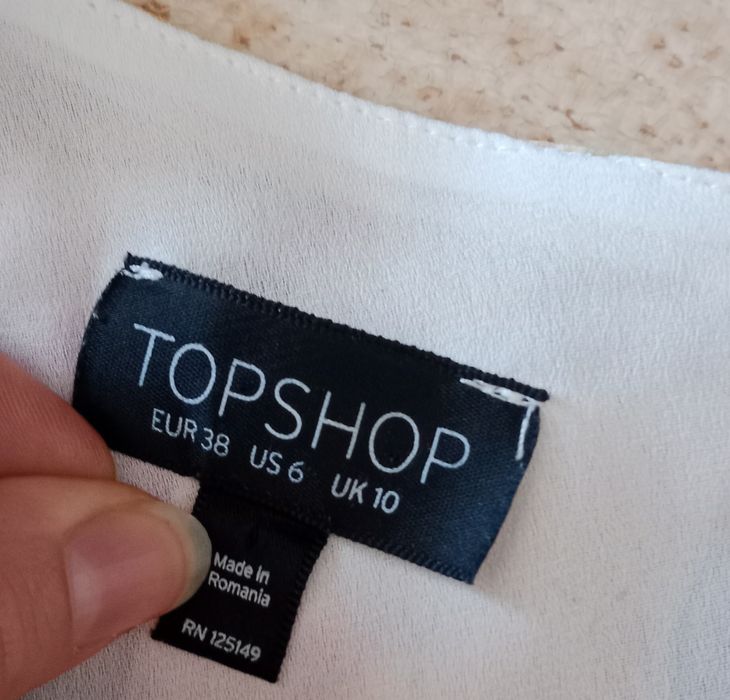 TOPSHOP
EUR 38 US 6 UK 10
Made in
Romania
RN 125149